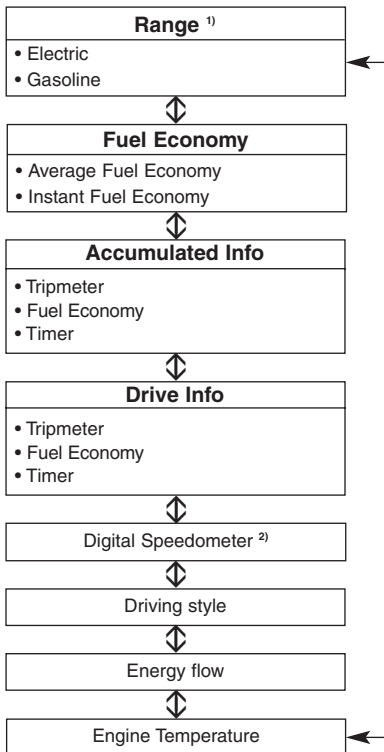 Range 1)
• Electric
• Gasoline
Fuel Economy
• Average Fuel Economy
• Instant Fuel Economy
Accumulated Info
• Tripmeter
• Fuel Economy
• Timer
Drive Info
• Tripmeter
• Fuel Economy
• Timer
Digital Speedometer 2)
Driving style
Energy flow
Engine Temperature